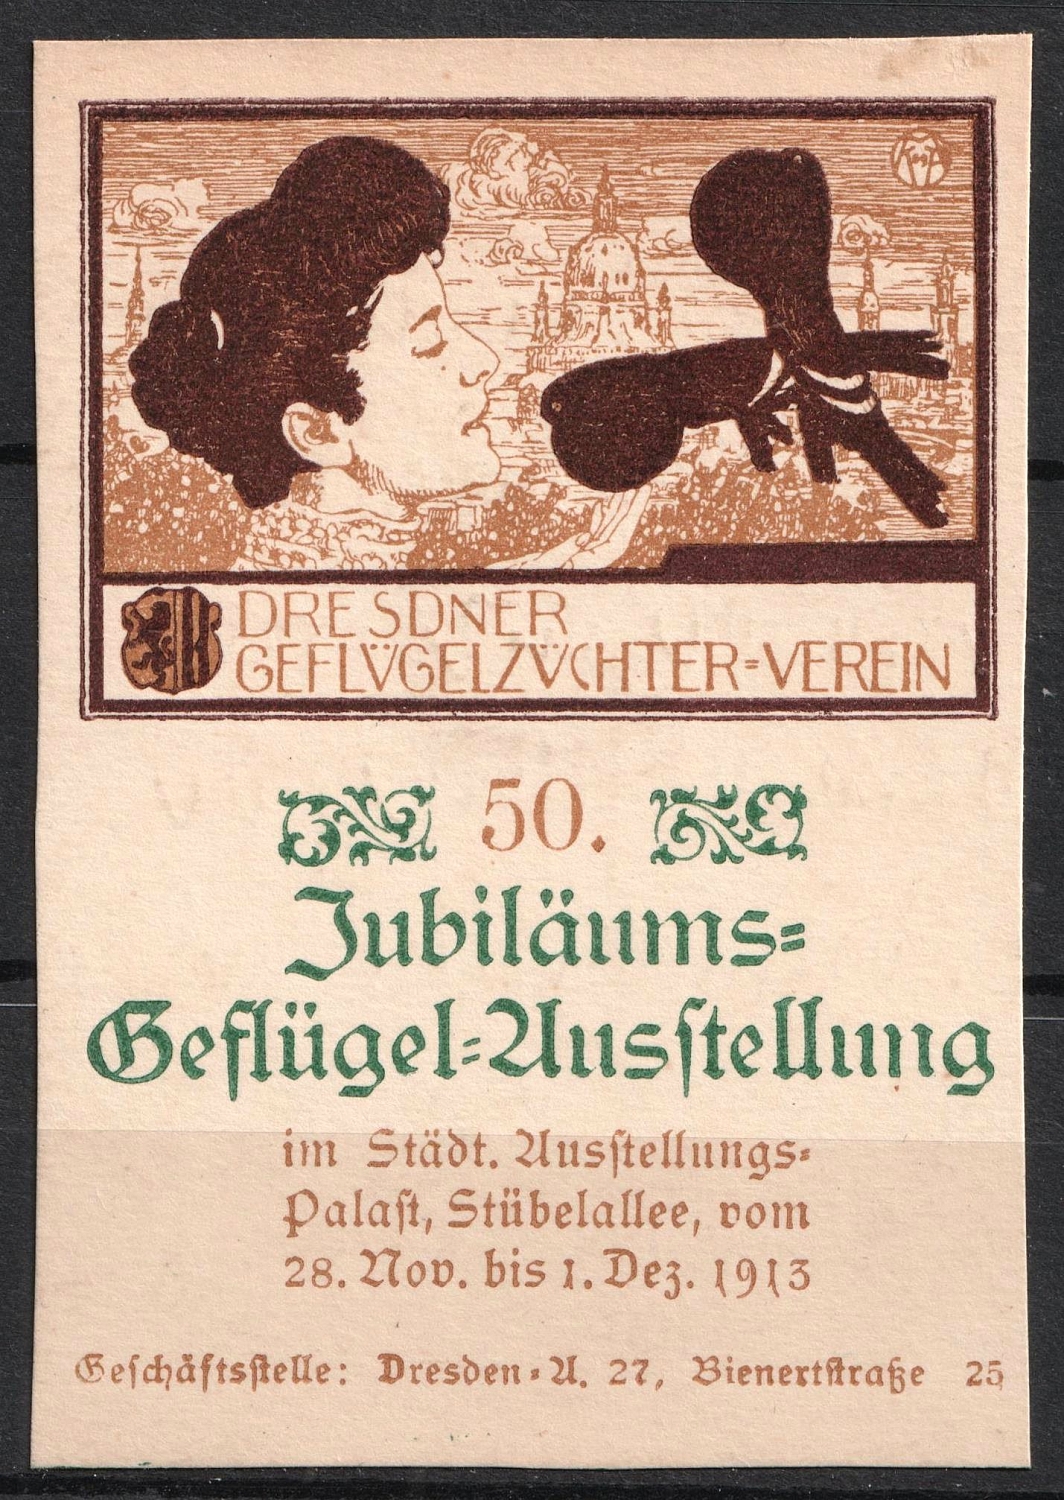 DRESDNER
GEFLÜGELZÜCHTER=VEREIN
50.
Jubiläums=
Geflügel=Ausſtellung
im Städt. Ausſtellungs=
Palaſt, Stübelallee, vom
28. Nov. bis 1. Dez. 1913
Geſchäftsſtelle: Dresden=A. 27, Bienertſtraße 25